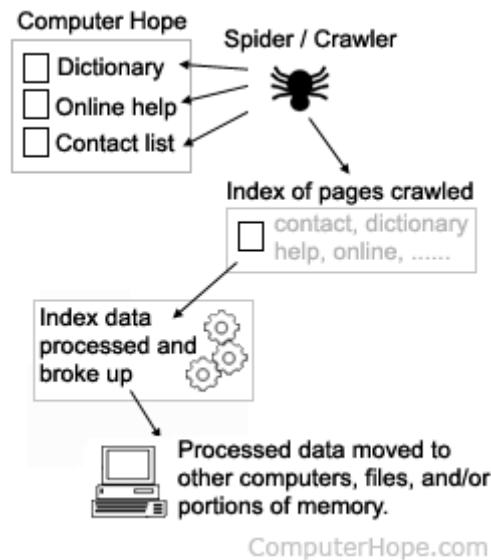 Computer Hope
Spider / Crawler
Dictionary
Online help
Contact list
Index of pages crawled
contact, dictionary
help, online, ......
Index data
processed and
broke up
Processed data moved to
other computers, files, and/or
portions of memory.
ComputerHope.com